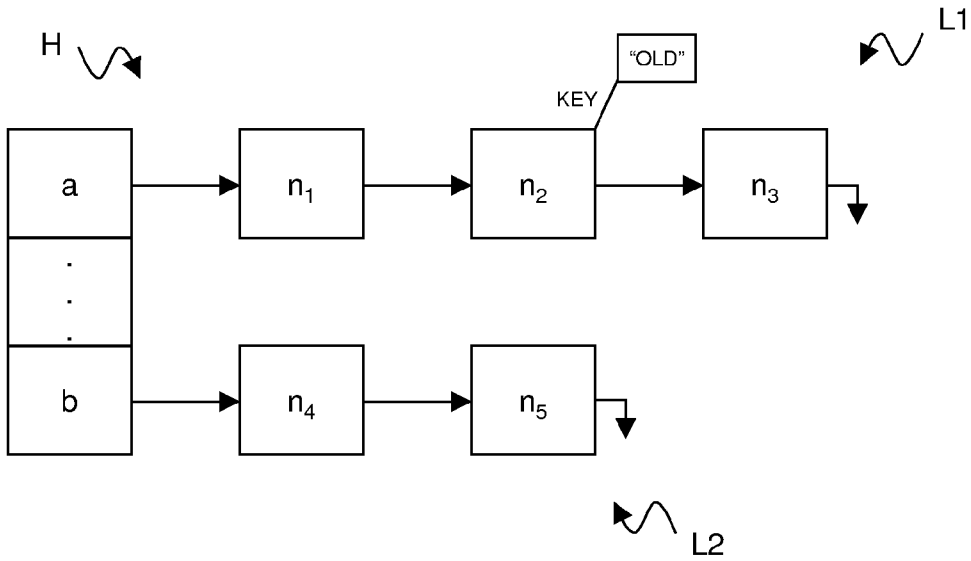 H
L1
"OLD"
KEY
a n₁ n₂ n₃
.
.
.
b n₄ n₅
L2